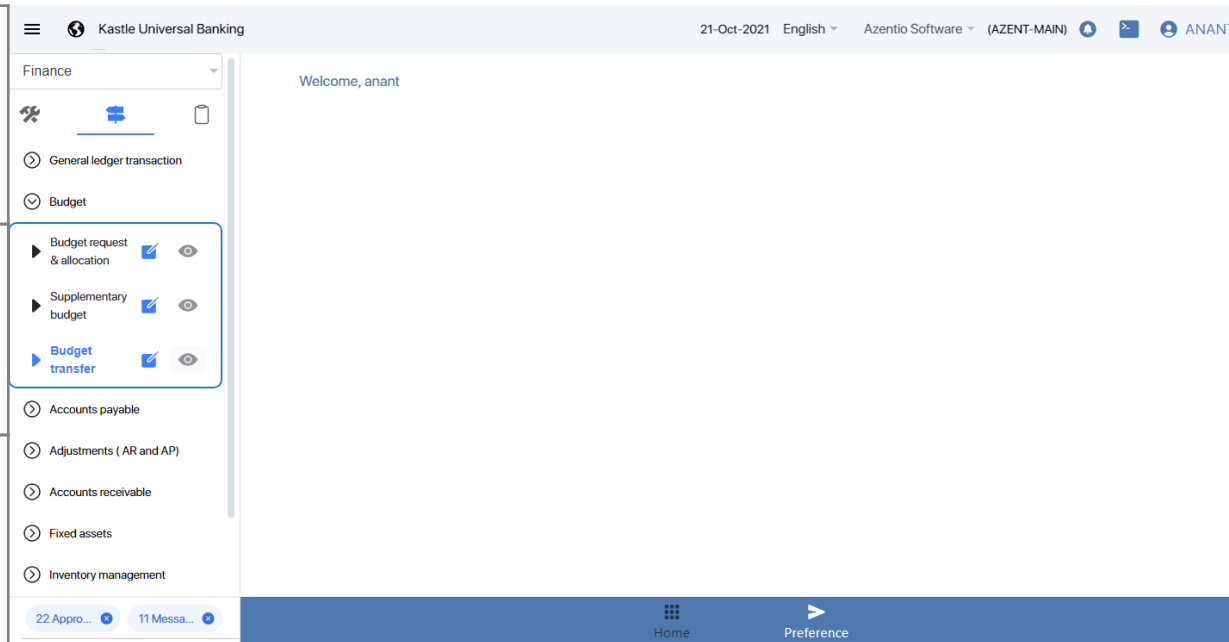 Kastle Universal Banking
21-Oct-2021 English Azentio Software (AZENT-MAIN) ANANT
Finance
Welcome, anant
General ledger transaction
Budget
Budget request
& allocation
Supplementary
budget
Budget
transfer
Accounts payable
Adjustments ( AR and AP)
Accounts receivable
Fixed assets
Inventory management
22 Appro... 11 Messa...
Home Preference